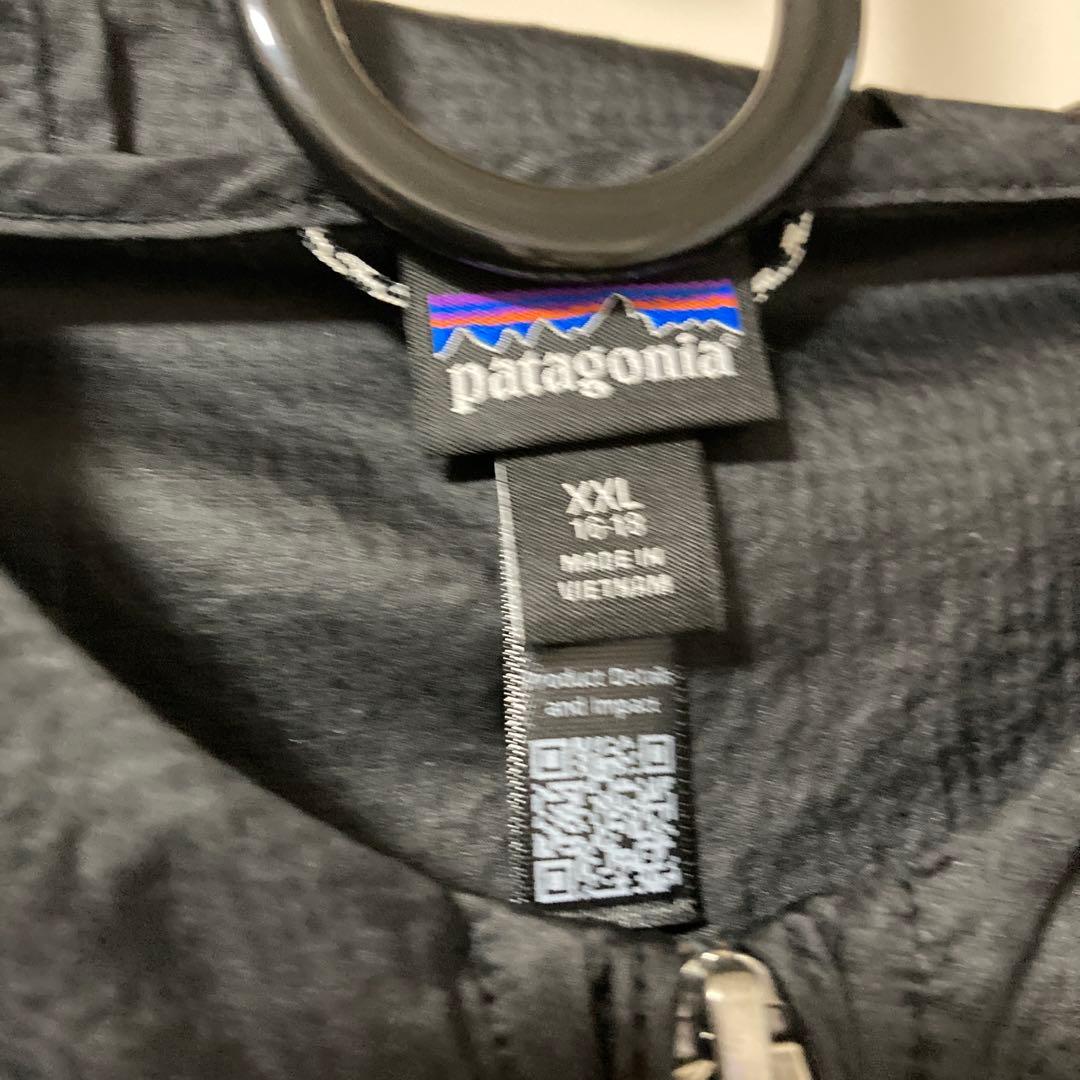 patagonia
XXL
16-18
MADE IN
VIETNAM
Product Details
and Impact